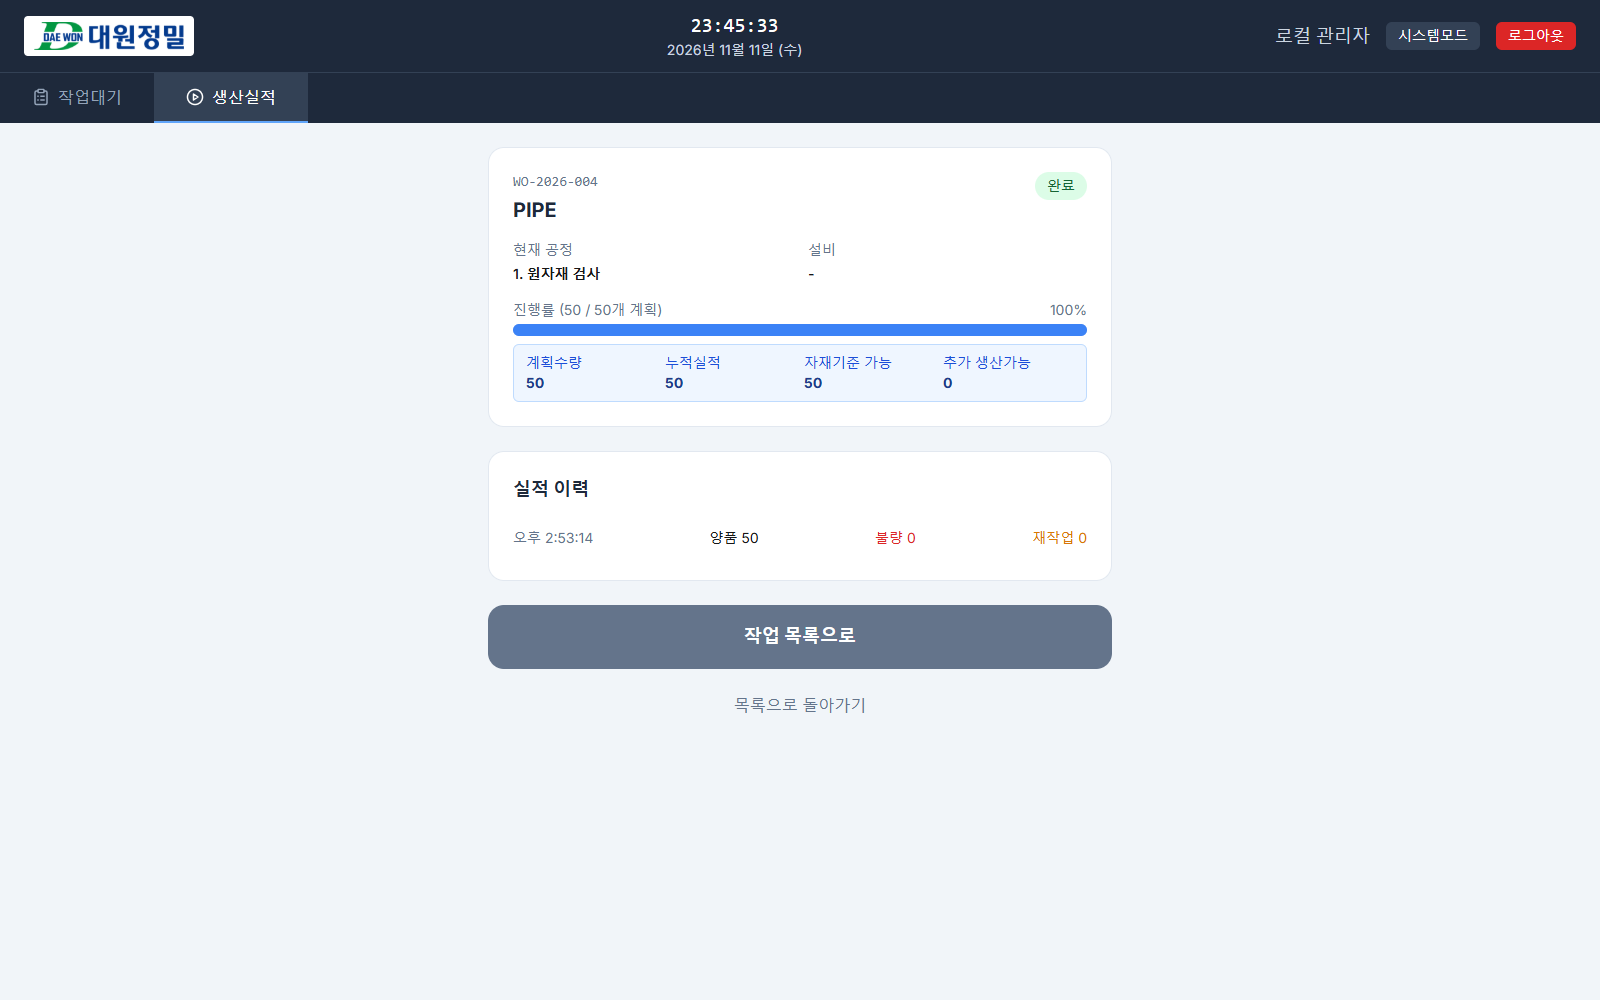 DAE WON 대원정밀
23:45:33
2026년 11월 11일 (수)
로컬 관리자
시스템모드
로그아웃
작업대기
생산실적
WO-2026-004
완료
PIPE
현재 공정
설비
1. 원자재 검사
-
진행률 (50 / 50개 계획)
100%
계획수량
누적실적
자재기준 가능
추가 생산가능
50
50
50
0
실적 이력
오후 2:53:14
양품 50
불량 0
재작업 0
작업 목록으로
목록으로 돌아가기